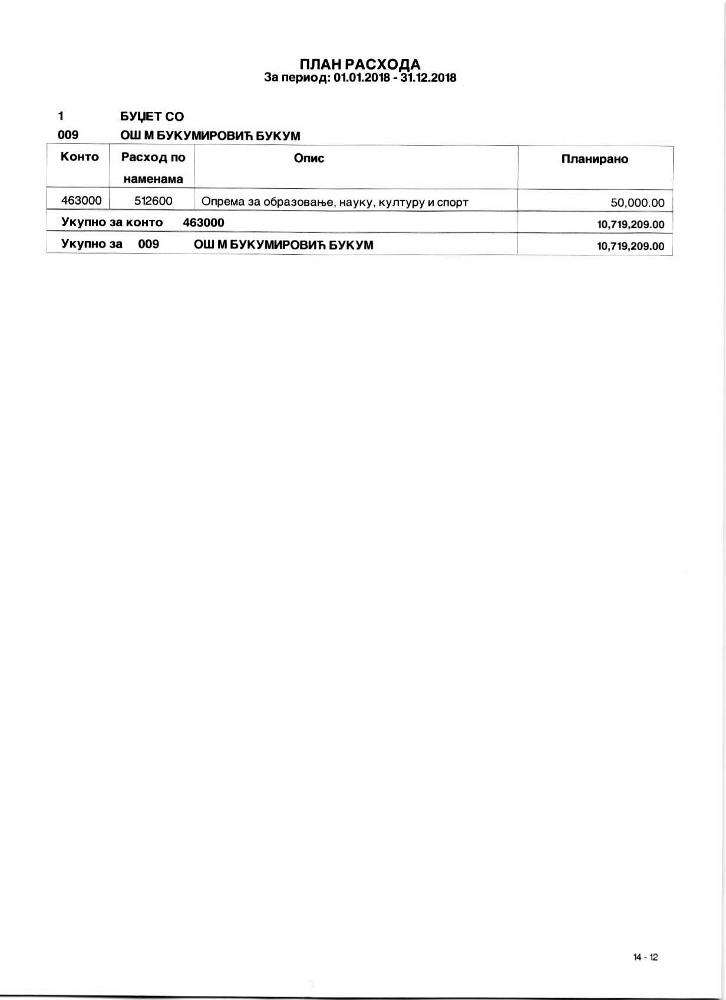 ПЛАН РАСХОДА
За период: 01.01.2018 - 31.12.2018
1 БУЏЕТ СО
009 ОШ М БУКУМИРОВИЋ БУКУМ
Конто Расход по наменама Опис Планирано
463000 512600 Опрема за образовање, науку, културу и спорт 50,000.00
Укупно за конто 463000 10,719,209.00
Укупно за 009 ОШ М БУКУМИРОВИЋ БУКУМ 10,719,209.00
14 - 12